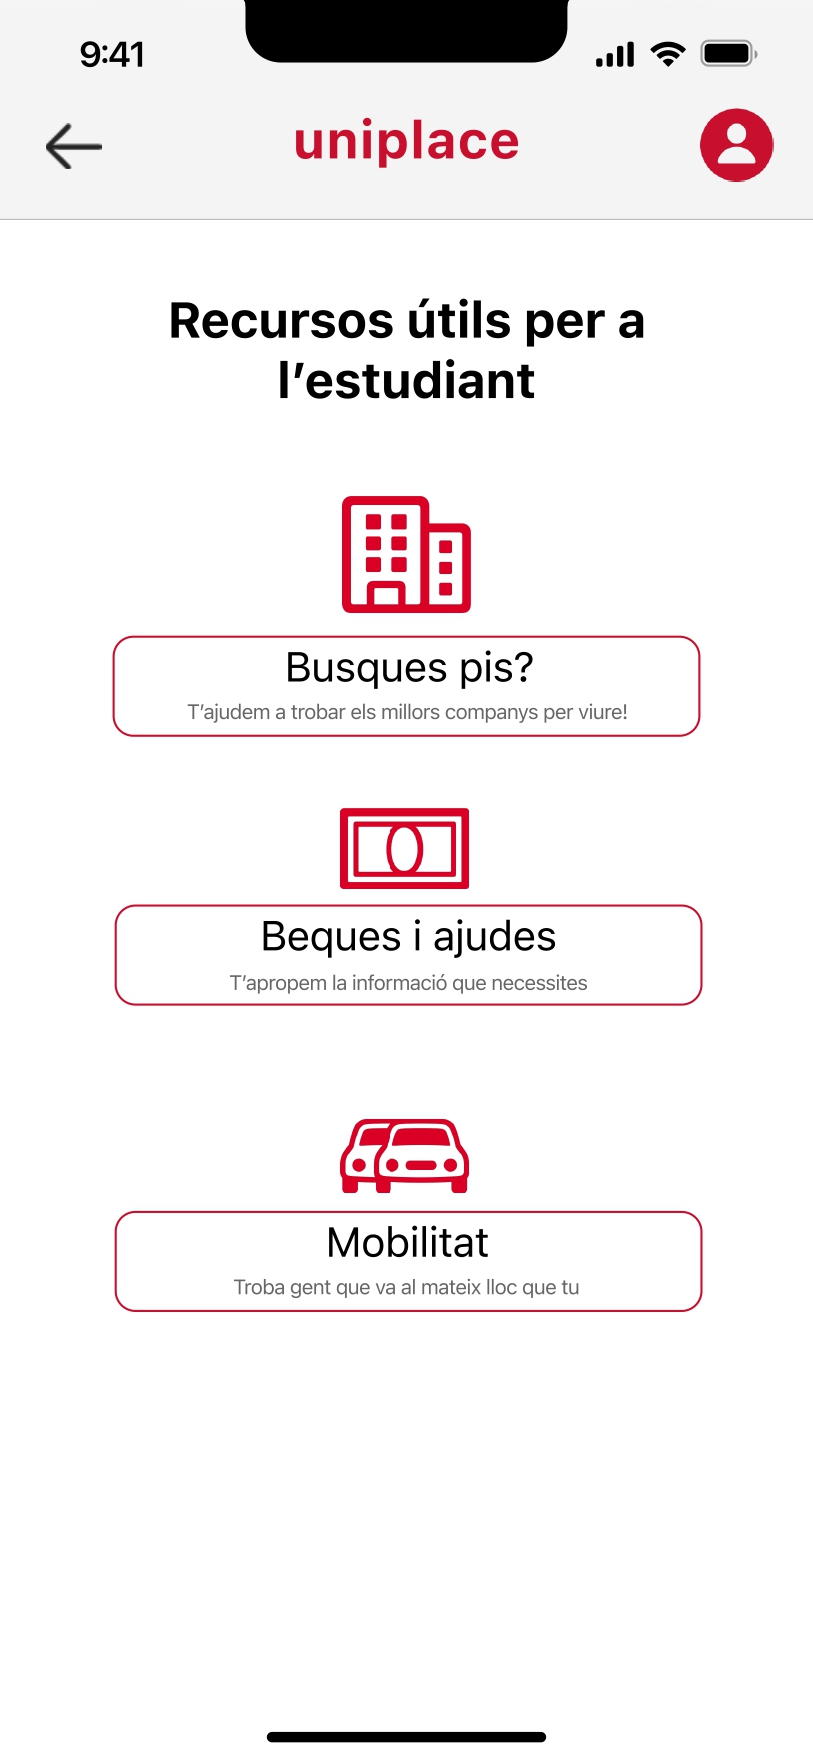 9:41
uniplace
Recursos útils per a
l’estudiant
Busques pis?
T’ajudem a trobar els millors companys per viure!
Beques i ajudes
T’apropem la informació que necessites
Mobilitat
Troba gent que va al mateix lloc que tu